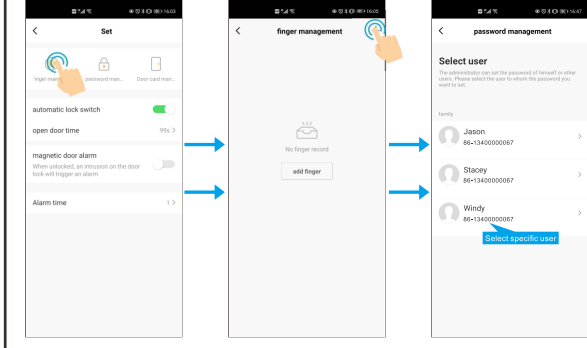 16:03
Set
password man...
Door card man...
automatic lock switch
open door time
99s >
magnetic door alarm
When unlocked, an intrusion on the door
lock will trigger an alarm
Alarm time
1 >
16:05
finger management
No finger record
add finger
16:47
password management
Select user
The administrator can set the password of himself or other
users. Please select the user to whom the password you
want to set.
family
Jason
86-13400000067
Stacey
86-13400000067
Windy
86-13400000067
Select specific user